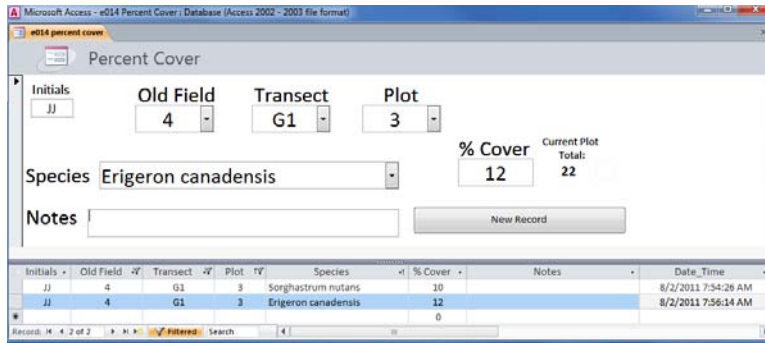 Microsoft Access - e014 Percent Cover : Database (Access 2002 - 2003 file format)
e014 percent cover
Percent Cover
Initials Old Field Transect Plot
JJ 4 G1 3
% Cover Current Plot Total:
Species Erigeron canadensis 12 22
Notes New Record
Initials Old Field Transect Plot Species % Cover Notes Date_Time
JJ 4 G1 3 Sorghastrum nutans 10 8/2/2011 7:54:26 AM
JJ 4 G1 3 Erigeron canadensis 12 8/2/2011 7:56:14 AM
0
Record: 2 of 2 Filtered Search